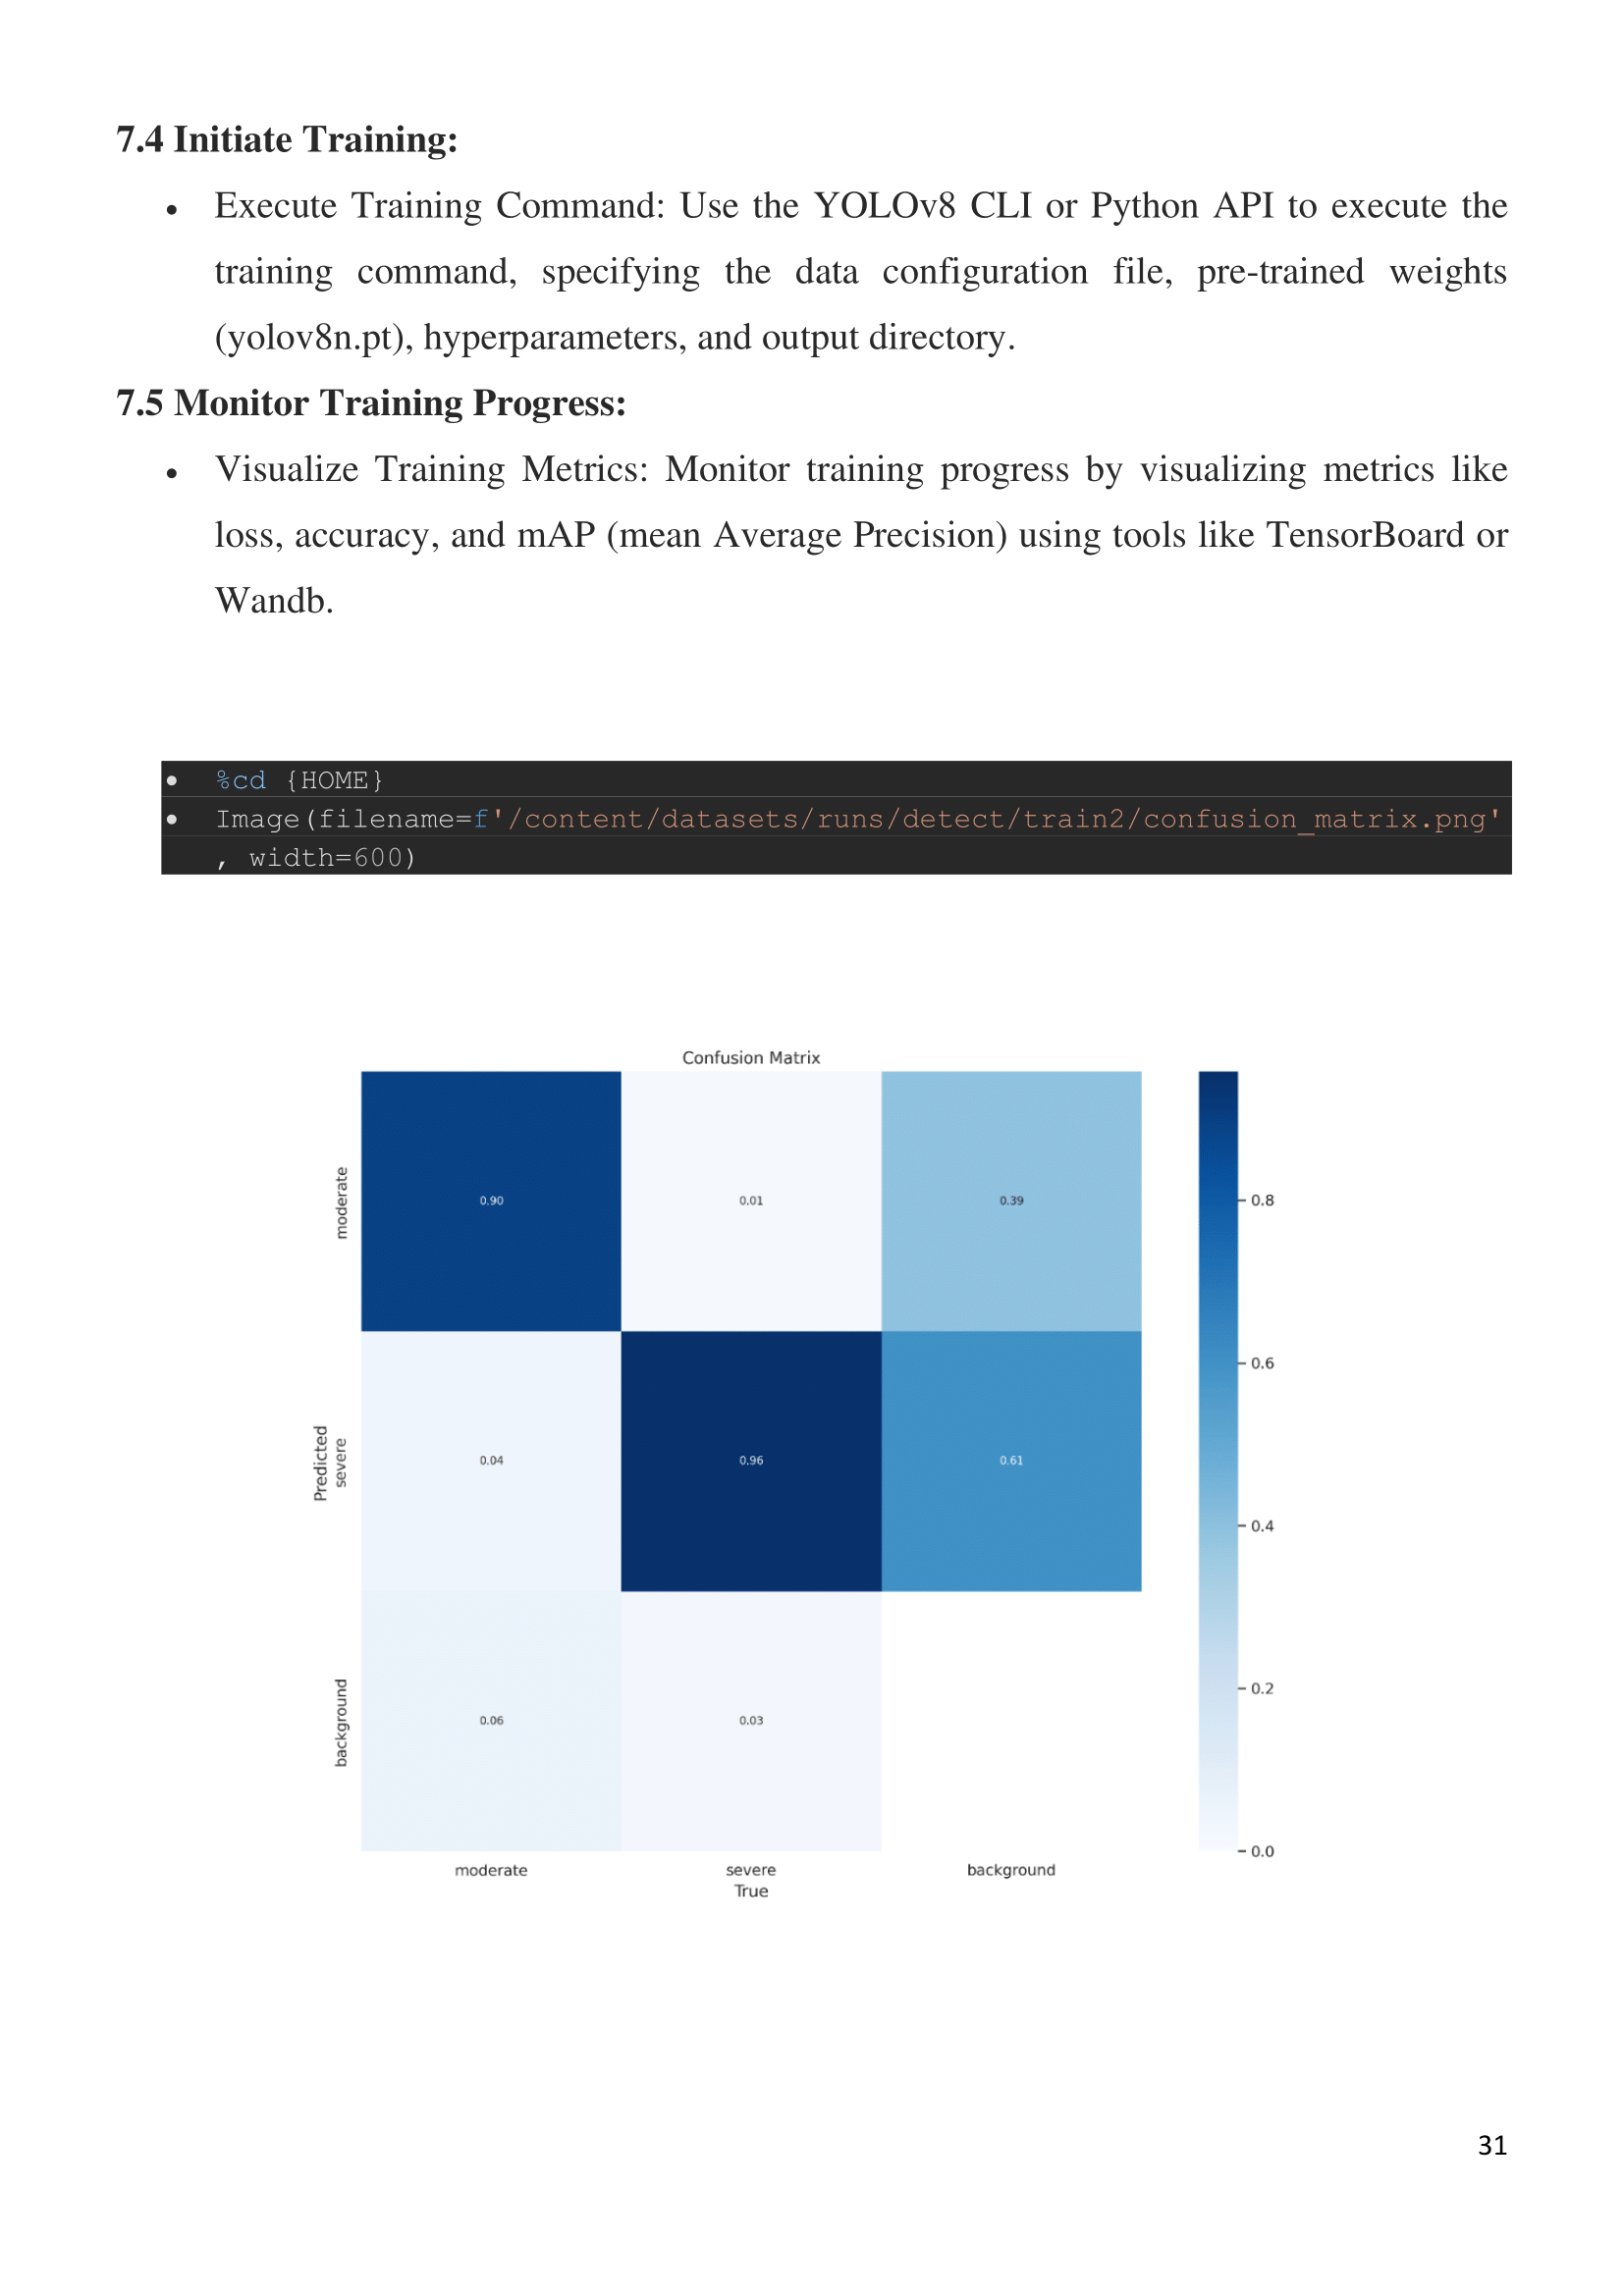 7.4 Initiate Training:
• Execute Training Command: Use the YOLOv8 CLI or Python API to execute the
training command, specifying the data configuration file, pre-trained weights
(yolov8n.pt), hyperparameters, and output directory.
7.5 Monitor Training Progress:
• Visualize Training Metrics: Monitor training progress by visualizing metrics like
loss, accuracy, and mAP (mean Average Precision) using tools like TensorBoard or
Wandb.
• %cd {HOME}
• Image(filename=f'/content/datasets/runs/detect/train2/confusion_matrix.png'
, width=600)
Confusion Matrix
moderate
0.90
0.01
0.39
0.8
0.6
Predicted
severe
0.04
0.96
0.61
0.4
0.2
background
0.06
0.03
0.0
moderate
severe
background
True
31